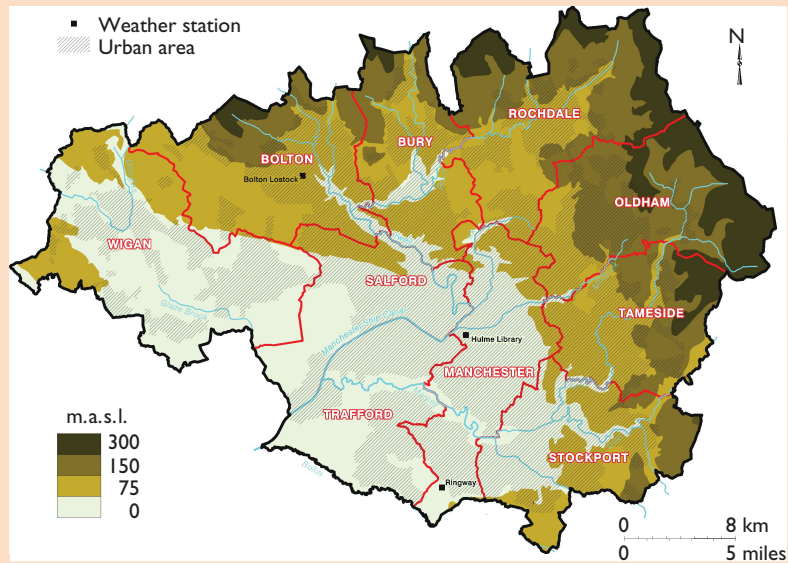 Weather station
Urban area
N
ROCHDALE
BURY
BOLTON
Bolton Lostock
OLDHAM
WIGAN
SALFORD
Glaze Brook
Manchester Ship Canal
TAMESIDE
Hulme Library
MANCHESTER
TRAFFORD
STOCKPORT
Bollin
Ringway
m.a.s.l.
300
150
75
0
0 8 km
0 5 miles